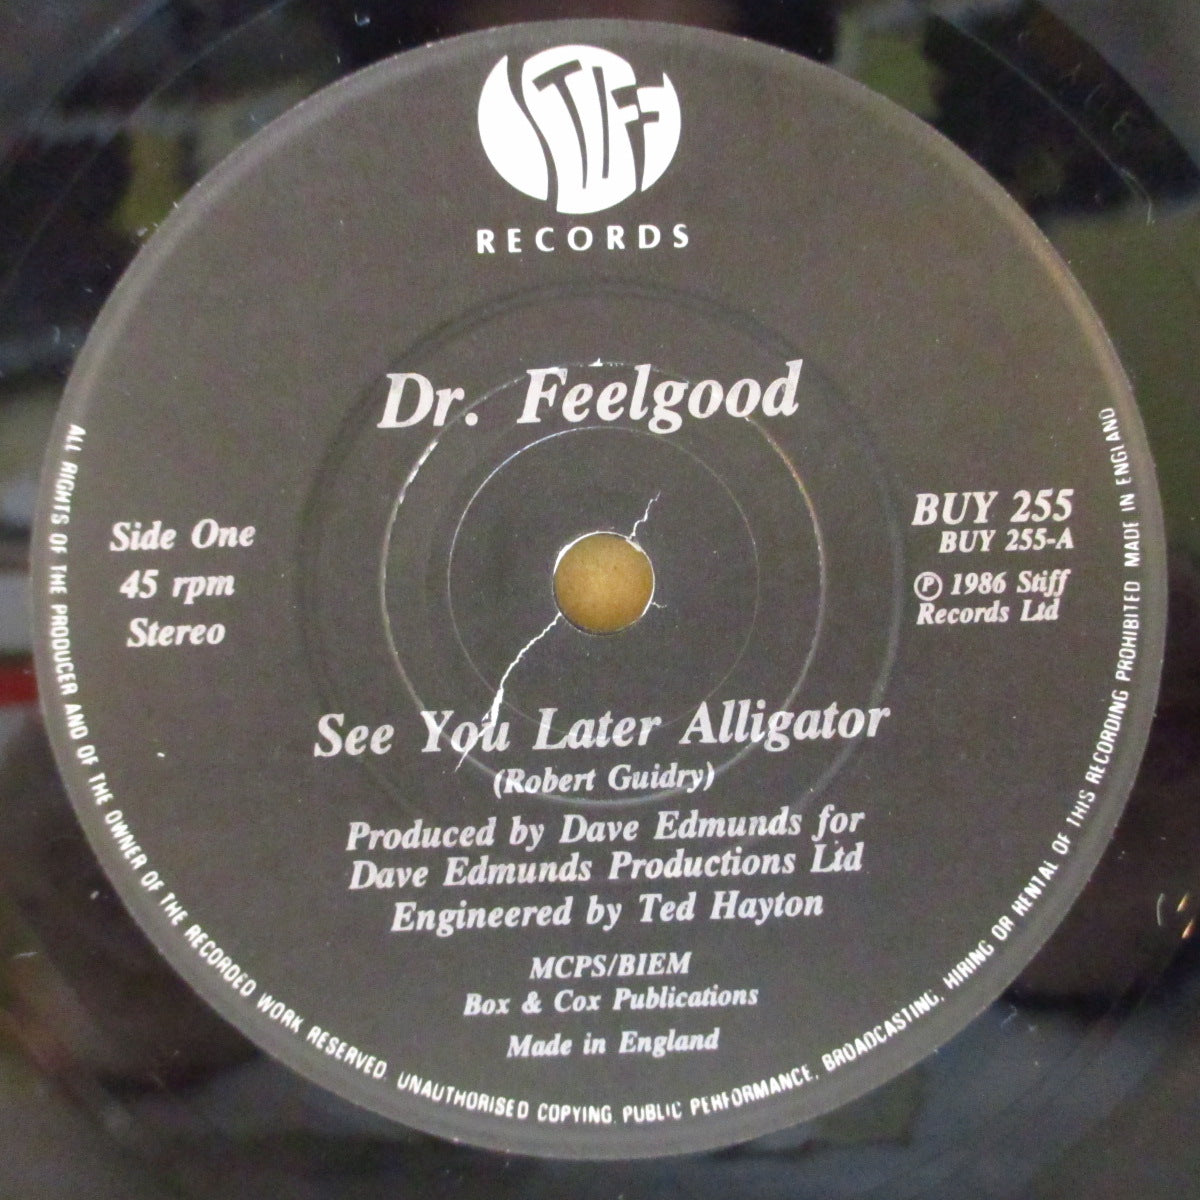 STIFF
RECORDS
Dr. Feelgood
Side One
45 rpm
Stereo
BUY 255
BUY 255-A
Ⓟ 1986 Stiff
Records Ltd
See You Later Alligator
(Robert Guidry)
Produced by Dave Edmunds for
Dave Edmunds Productions Ltd
Engineered by Ted Hayton
MCPS/BIEM
Box & Cox Publications
Made in England
ALL RIGHTS OF THE PRODUCER AND OF THE OWNER OF THE RECORDED WORK RESERVED. UNAUTHORISED COPYING, PUBLIC PERFORMANCE, BROADCASTING, HIRING OR RENTAL OF THIS RECORDING PROHIBITED MADE IN ENGLAND